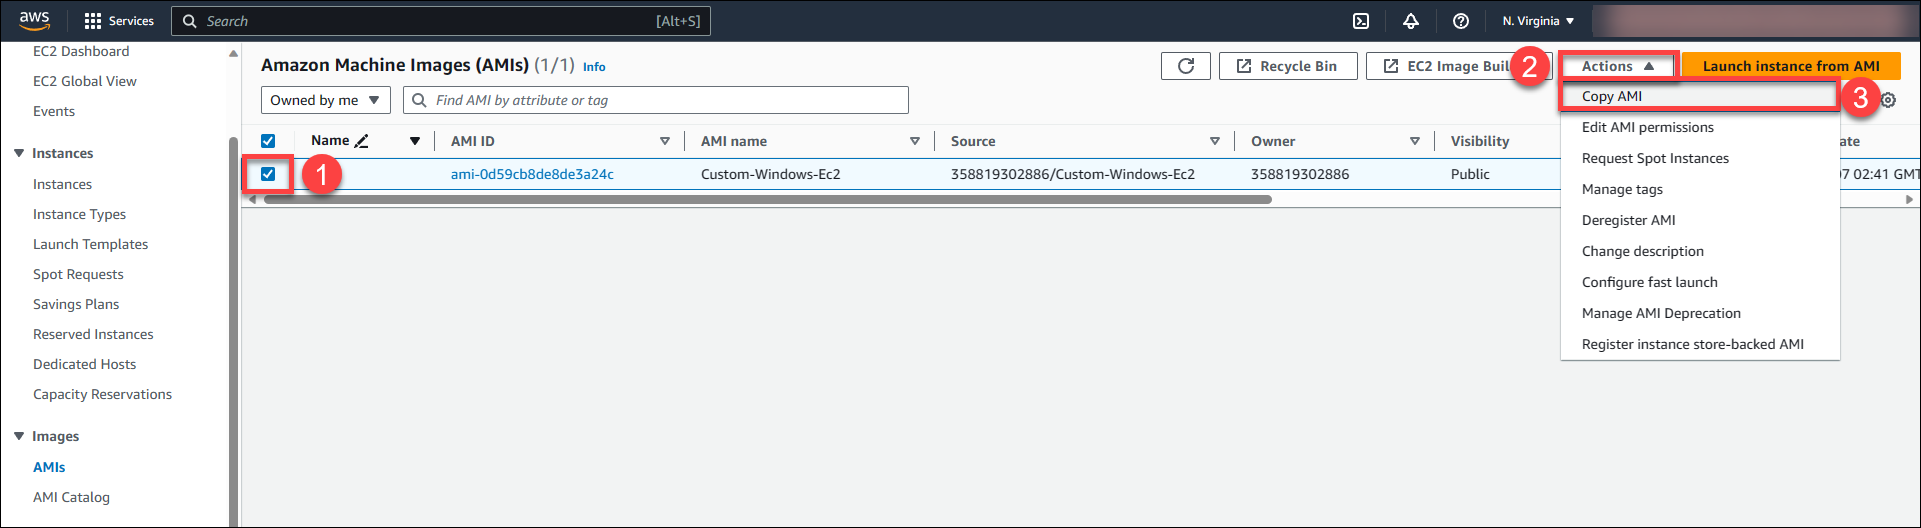 aws
Services
Search
[Alt+S]
N. Virginia
EC2 Dashboard
EC2 Global View
Events
Instances
Instances
Instance Types
Launch Templates
Spot Requests
Savings Plans
Reserved Instances
Dedicated Hosts
Capacity Reservations
Images
AMIs
AMI Catalog
Amazon Machine Images (AMIs) (1/1) Info
Recycle Bin
EC2 Image Buil
2
Actions
Launch instance from AMI
Owned by me
Find AMI by attribute or tag
Copy AMI
3
Edit AMI permissions
Request Spot Instances
Manage tags
Deregister AMI
Change description
Configure fast launch
Manage AMI Deprecation
Register instance store-backed AMI
Name
AMI ID
AMI name
Source
Owner
Visibility
ate
1
ami-0d59cb8de8de3a24c
Custom-Windows-Ec2
358819302886/Custom-Windows-Ec2
358819302886
Public
07 02:41 GMT